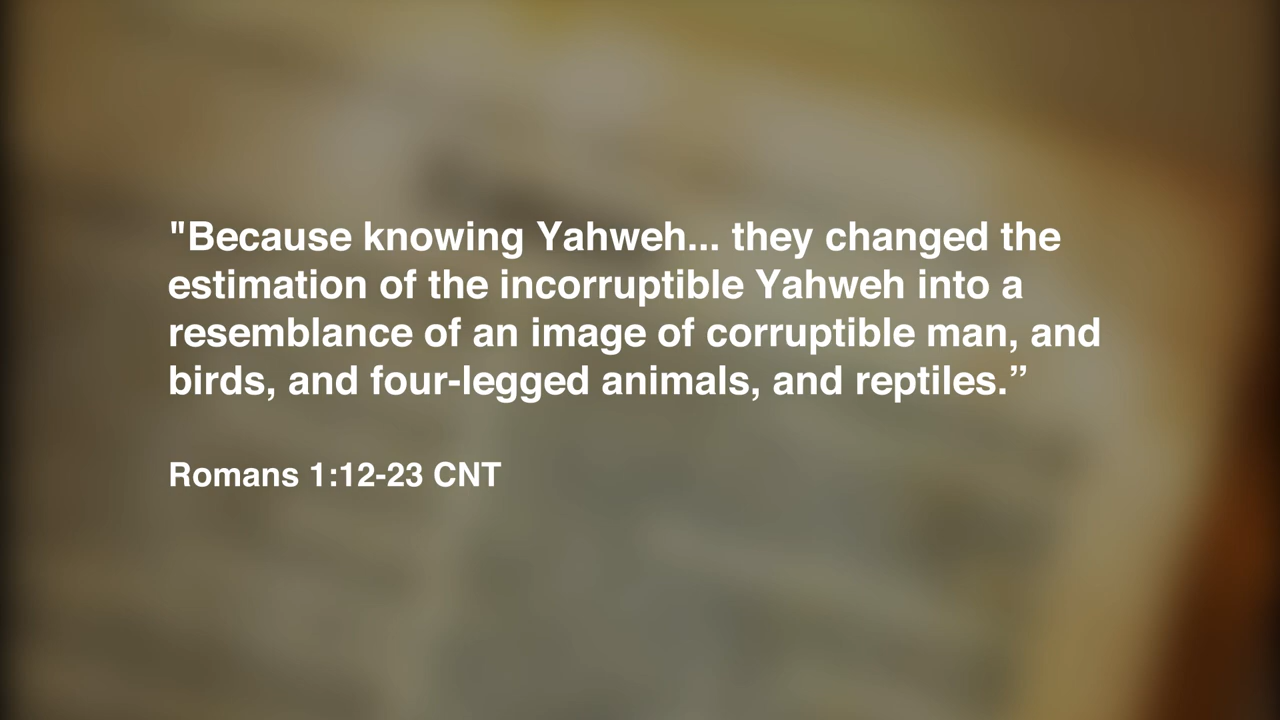 "Because knowing Yahweh... they changed the
estimation of the incorruptible Yahweh into a
resemblance of an image of corruptible man, and
birds, and four-legged animals, and reptiles.”
Romans 1:12-23 CNT